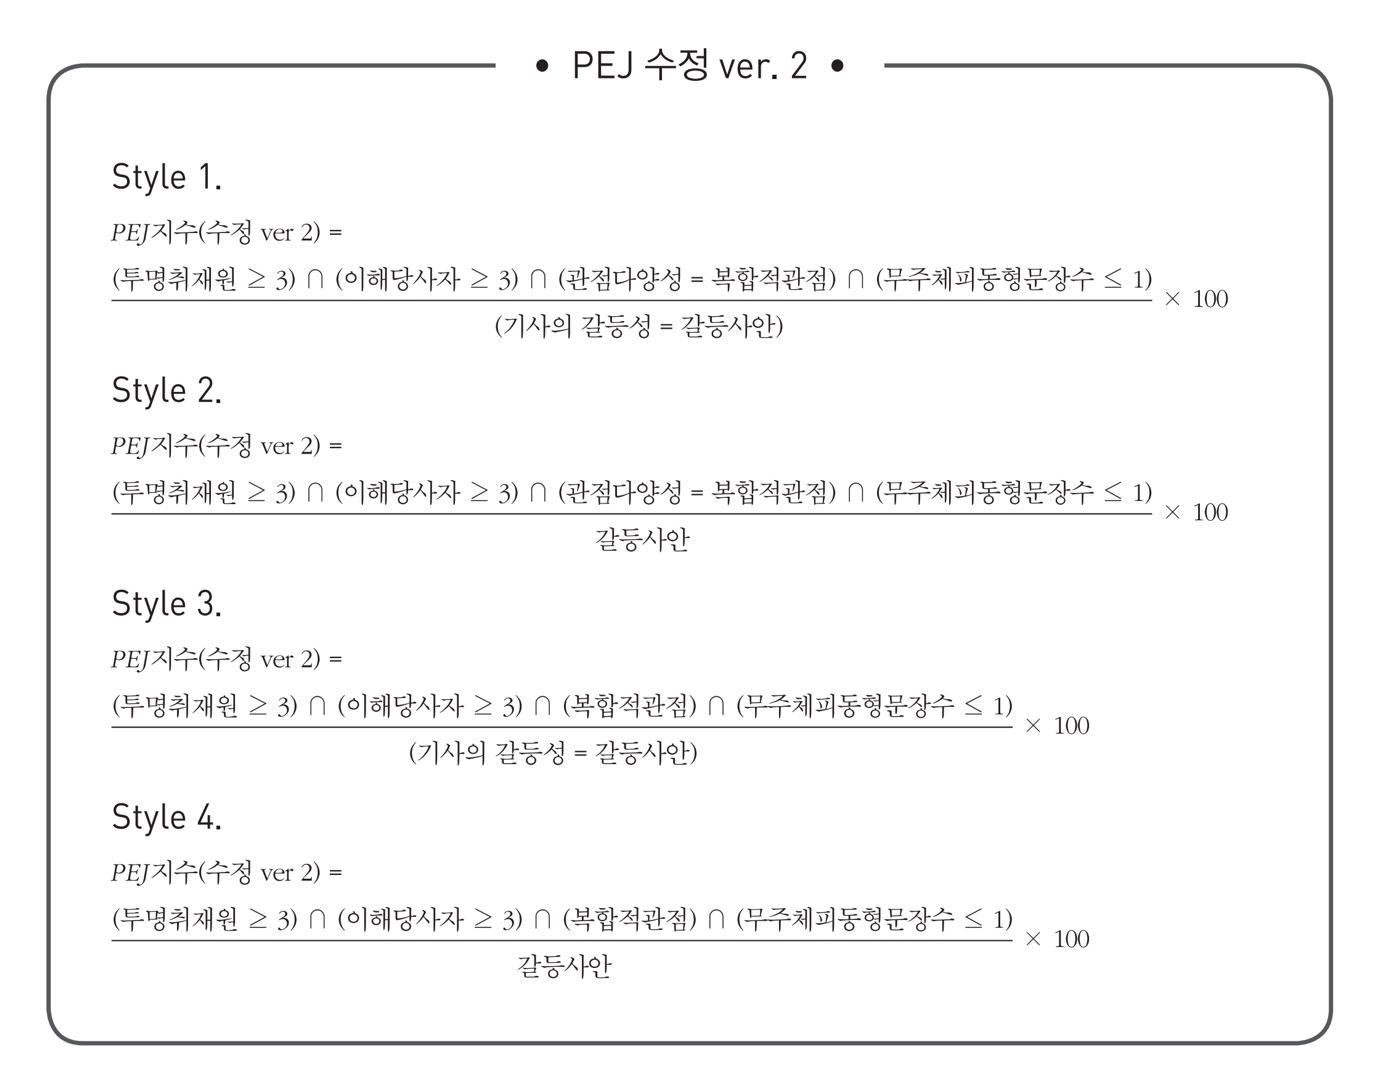 • PEJ 수정 ver. 2 •
Style 1.
PEJ지수(수정 ver 2) =
(투명취재원 ≥ 3) ∩ (이해당사자 ≥ 3) ∩ (관점다양성 = 복합적관점) ∩ (무주체피동형문장수 ≤ 1)
× 100
(기사의 갈등성 = 갈등사안)
Style 2.
PEJ지수(수정 ver 2) =
(투명취재원 ≥ 3) ∩ (이해당사자 ≥ 3) ∩ (관점다양성 = 복합적관점) ∩ (무주체피동형문장수 ≤ 1)
× 100
갈등사안
Style 3.
PEJ지수(수정 ver 2) =
(투명취재원 ≥ 3) ∩ (이해당사자 ≥ 3) ∩ (복합적관점) ∩ (무주체피동형문장수 ≤ 1)
× 100
(기사의 갈등성 = 갈등사안)
Style 4.
PEJ지수(수정 ver 2) =
(투명취재원 ≥ 3) ∩ (이해당사자 ≥ 3) ∩ (복합적관점) ∩ (무주체피동형문장수 ≤ 1)
× 100
갈등사안